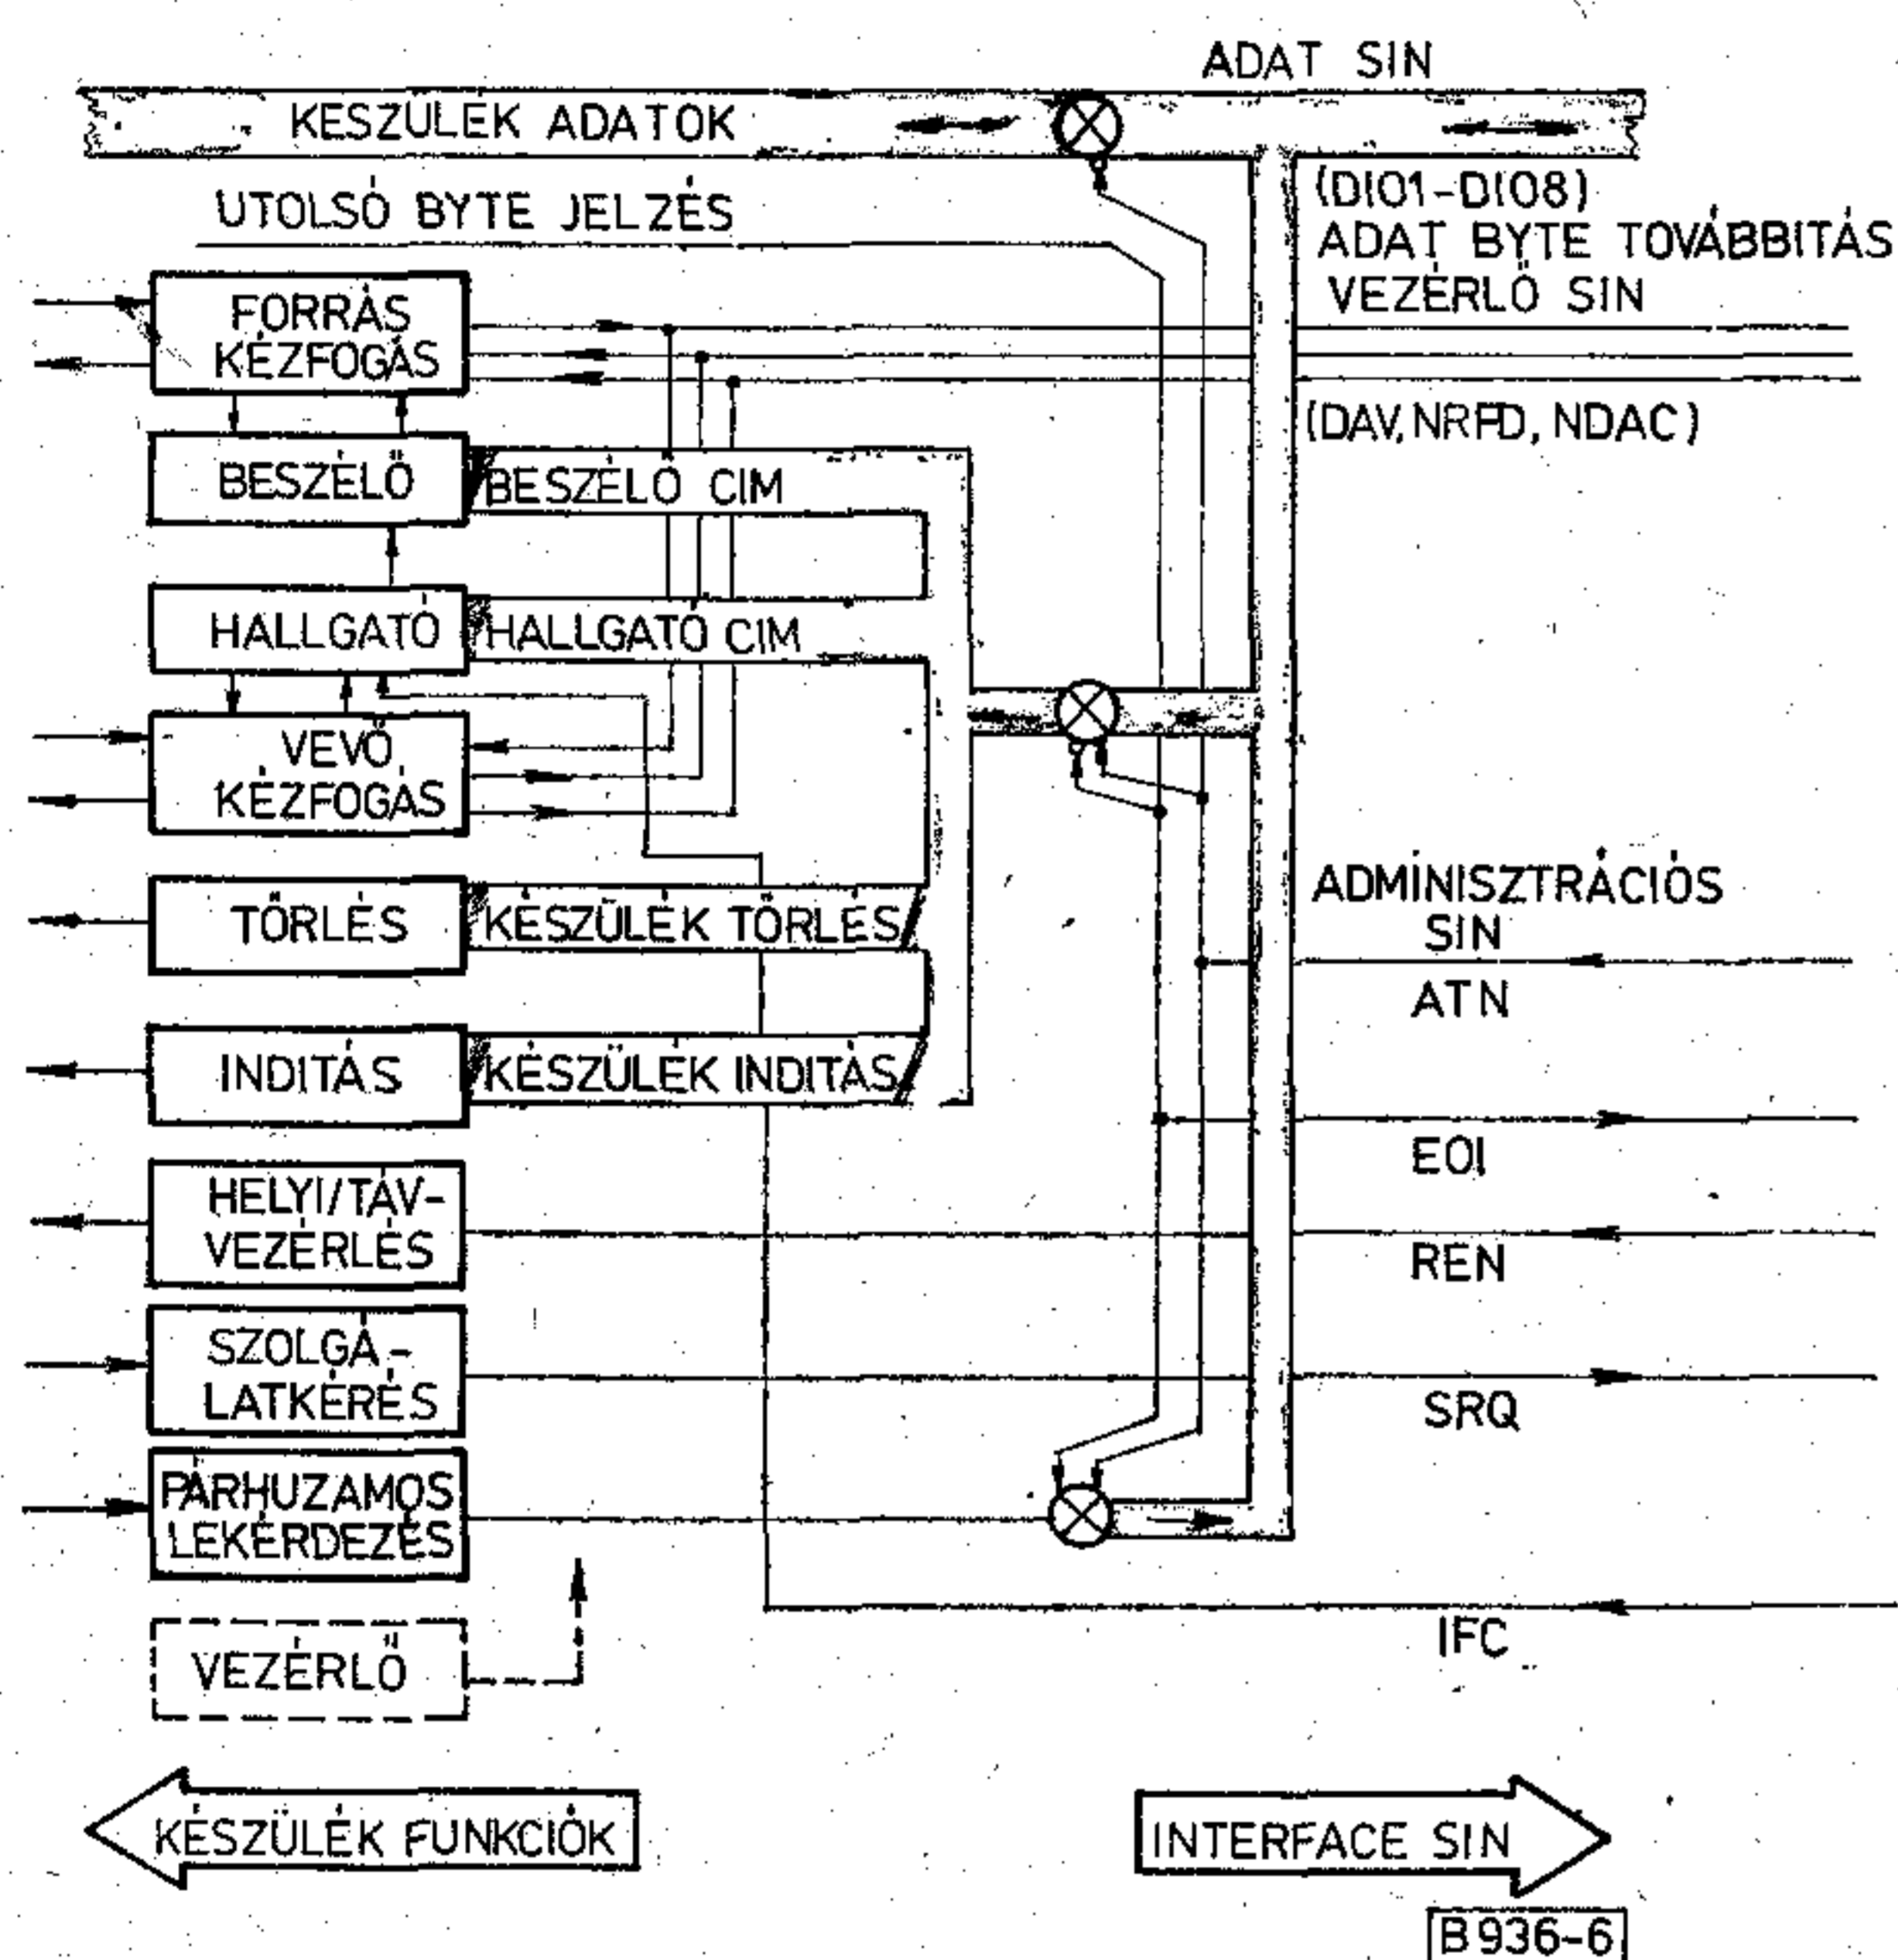 ADAT SIN
KÉSZÜLÉK ADATOK
UTOLSÓ BYTE JELZÉS
(DIO1-DIO8)
ADAT BYTE TOVÁBBITÁS
VEZÉRLŐ SIN
FORRÁS
KÉZFOGÁS
(DAV, NRFD, NDAC)
BESZÉLŐ
BESZÉLŐ CIM
HALLGATÓ
HALLGATÓ CIM
VEVŐ
KÉZFOGÁS
TÖRLÉS
KÉSZÜLÉK TÖRLÉS
ADMINISZTRÁCIÓS
SIN
ATN
INDITÁS
KÉSZÜLÉK INDITÁS
EOI
HELYI/TÁV-
VEZÉRLÉS
REN
SZOLGÁ-
LATKÉRÉS
SRQ
PÁRHUZAMOS
LEKÉRDEZÉS
IFC
VEZÉRLŐ
KÉSZÜLÉK FUNKCIÓK
INTERFACE SIN
B936-6